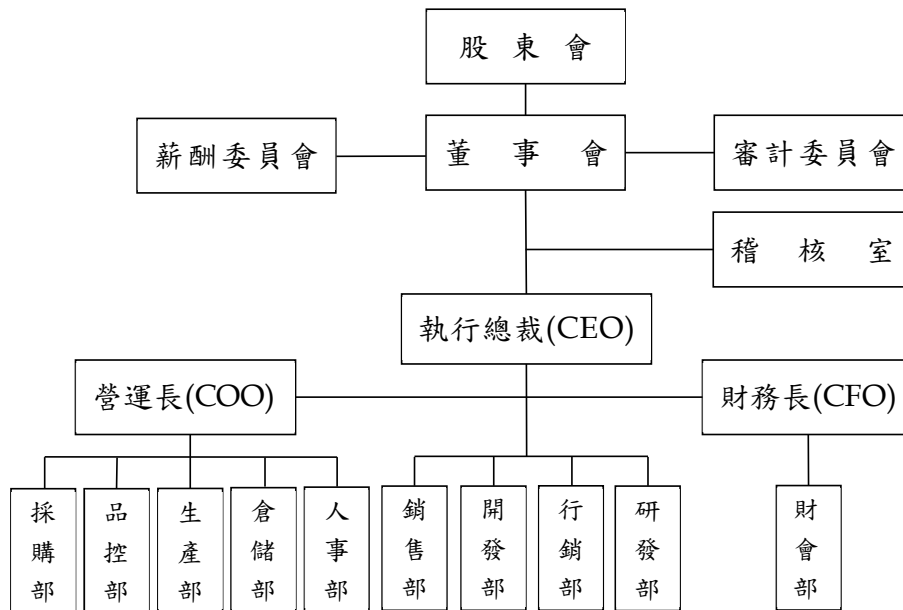 股東會
薪酬委員會
董事會
審計委員會
稽核室
執行總裁(CEO)
營運長(COO)
財務長(CFO)
採購部
品控部
生產部
倉儲部
人事部
銷售部
開發部
行銷部
研發部
財會部